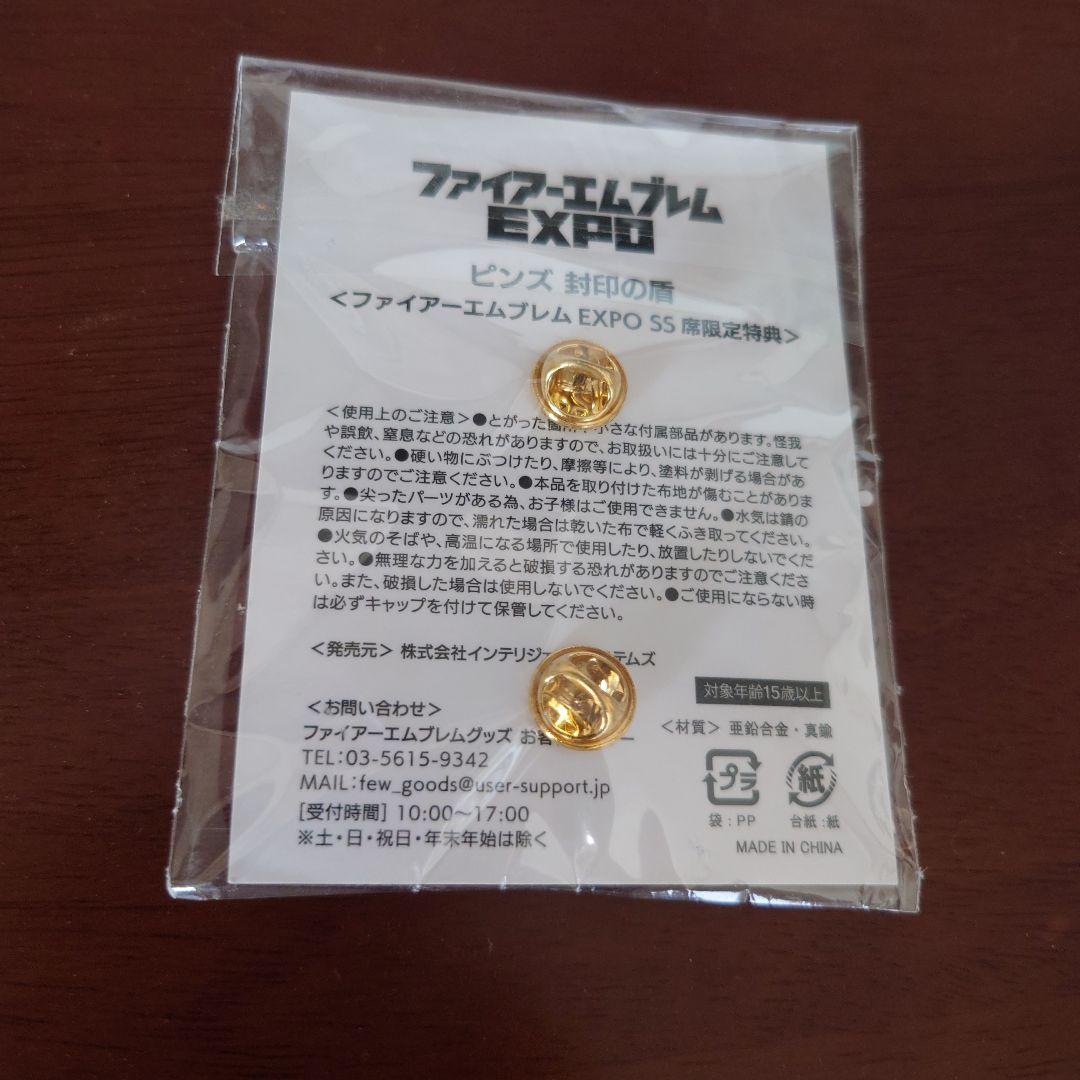 ファイアーエムブレム
EXPO
ピンズ 封印の盾
＜ファイアーエムブレム EXPO SS 席限定特典＞
＜使用上のご注意＞●とがった 小さな付属部品があります。怪我
や誤飲、窒息などの恐れがありますので、お取扱いには十分にご注意して
ください。●硬い物にぶつけたり、摩擦等により、塗料が剥げる場合があ
りますのでご注意ください。●本品を取り付けた布地が傷むことがありま
す。●尖ったパーツがある為、お子様はご使用できません。●水気は錆の
原因になりますので、濡れた場合は乾いた布で軽くふき取ってください。
●火気のそばや、高温になる場所で使用したり、放置したりしないでくだ
さい。●無理な力を加えると破損する恐れがありますのでご注意くださ
い。また、破損した場合は使用しないでください。●ご使用にならない時
は必ずキャップを付けて保管してください。
＜発売元＞ 株式会社インテリジ テムズ
対象年齢15歳以上
＜お問い合わせ＞
ファイアーエムブレムグッズ お客
＜材質＞ 亜鉛合金・真鍮
TEL：03-5615-9342
MAIL：few_goods@user-support.jp
[受付時間] 10:00～17:00
※土・日・祝日・年末年始は除く
プラ
紙
袋：PP
台紙：紙
MADE IN CHINA